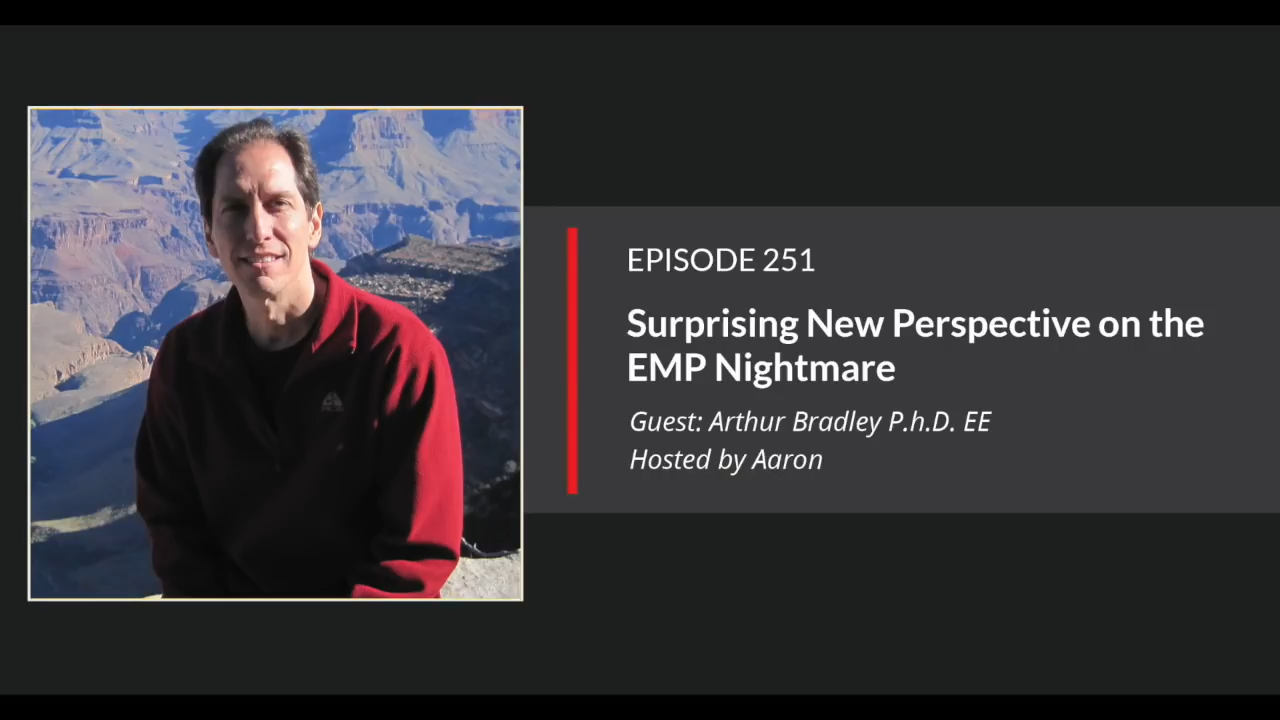 EPISODE 251
Surprising New Perspective on the
EMP Nightmare
Guest: Arthur Bradley P.h.D. EE
Hosted by Aaron